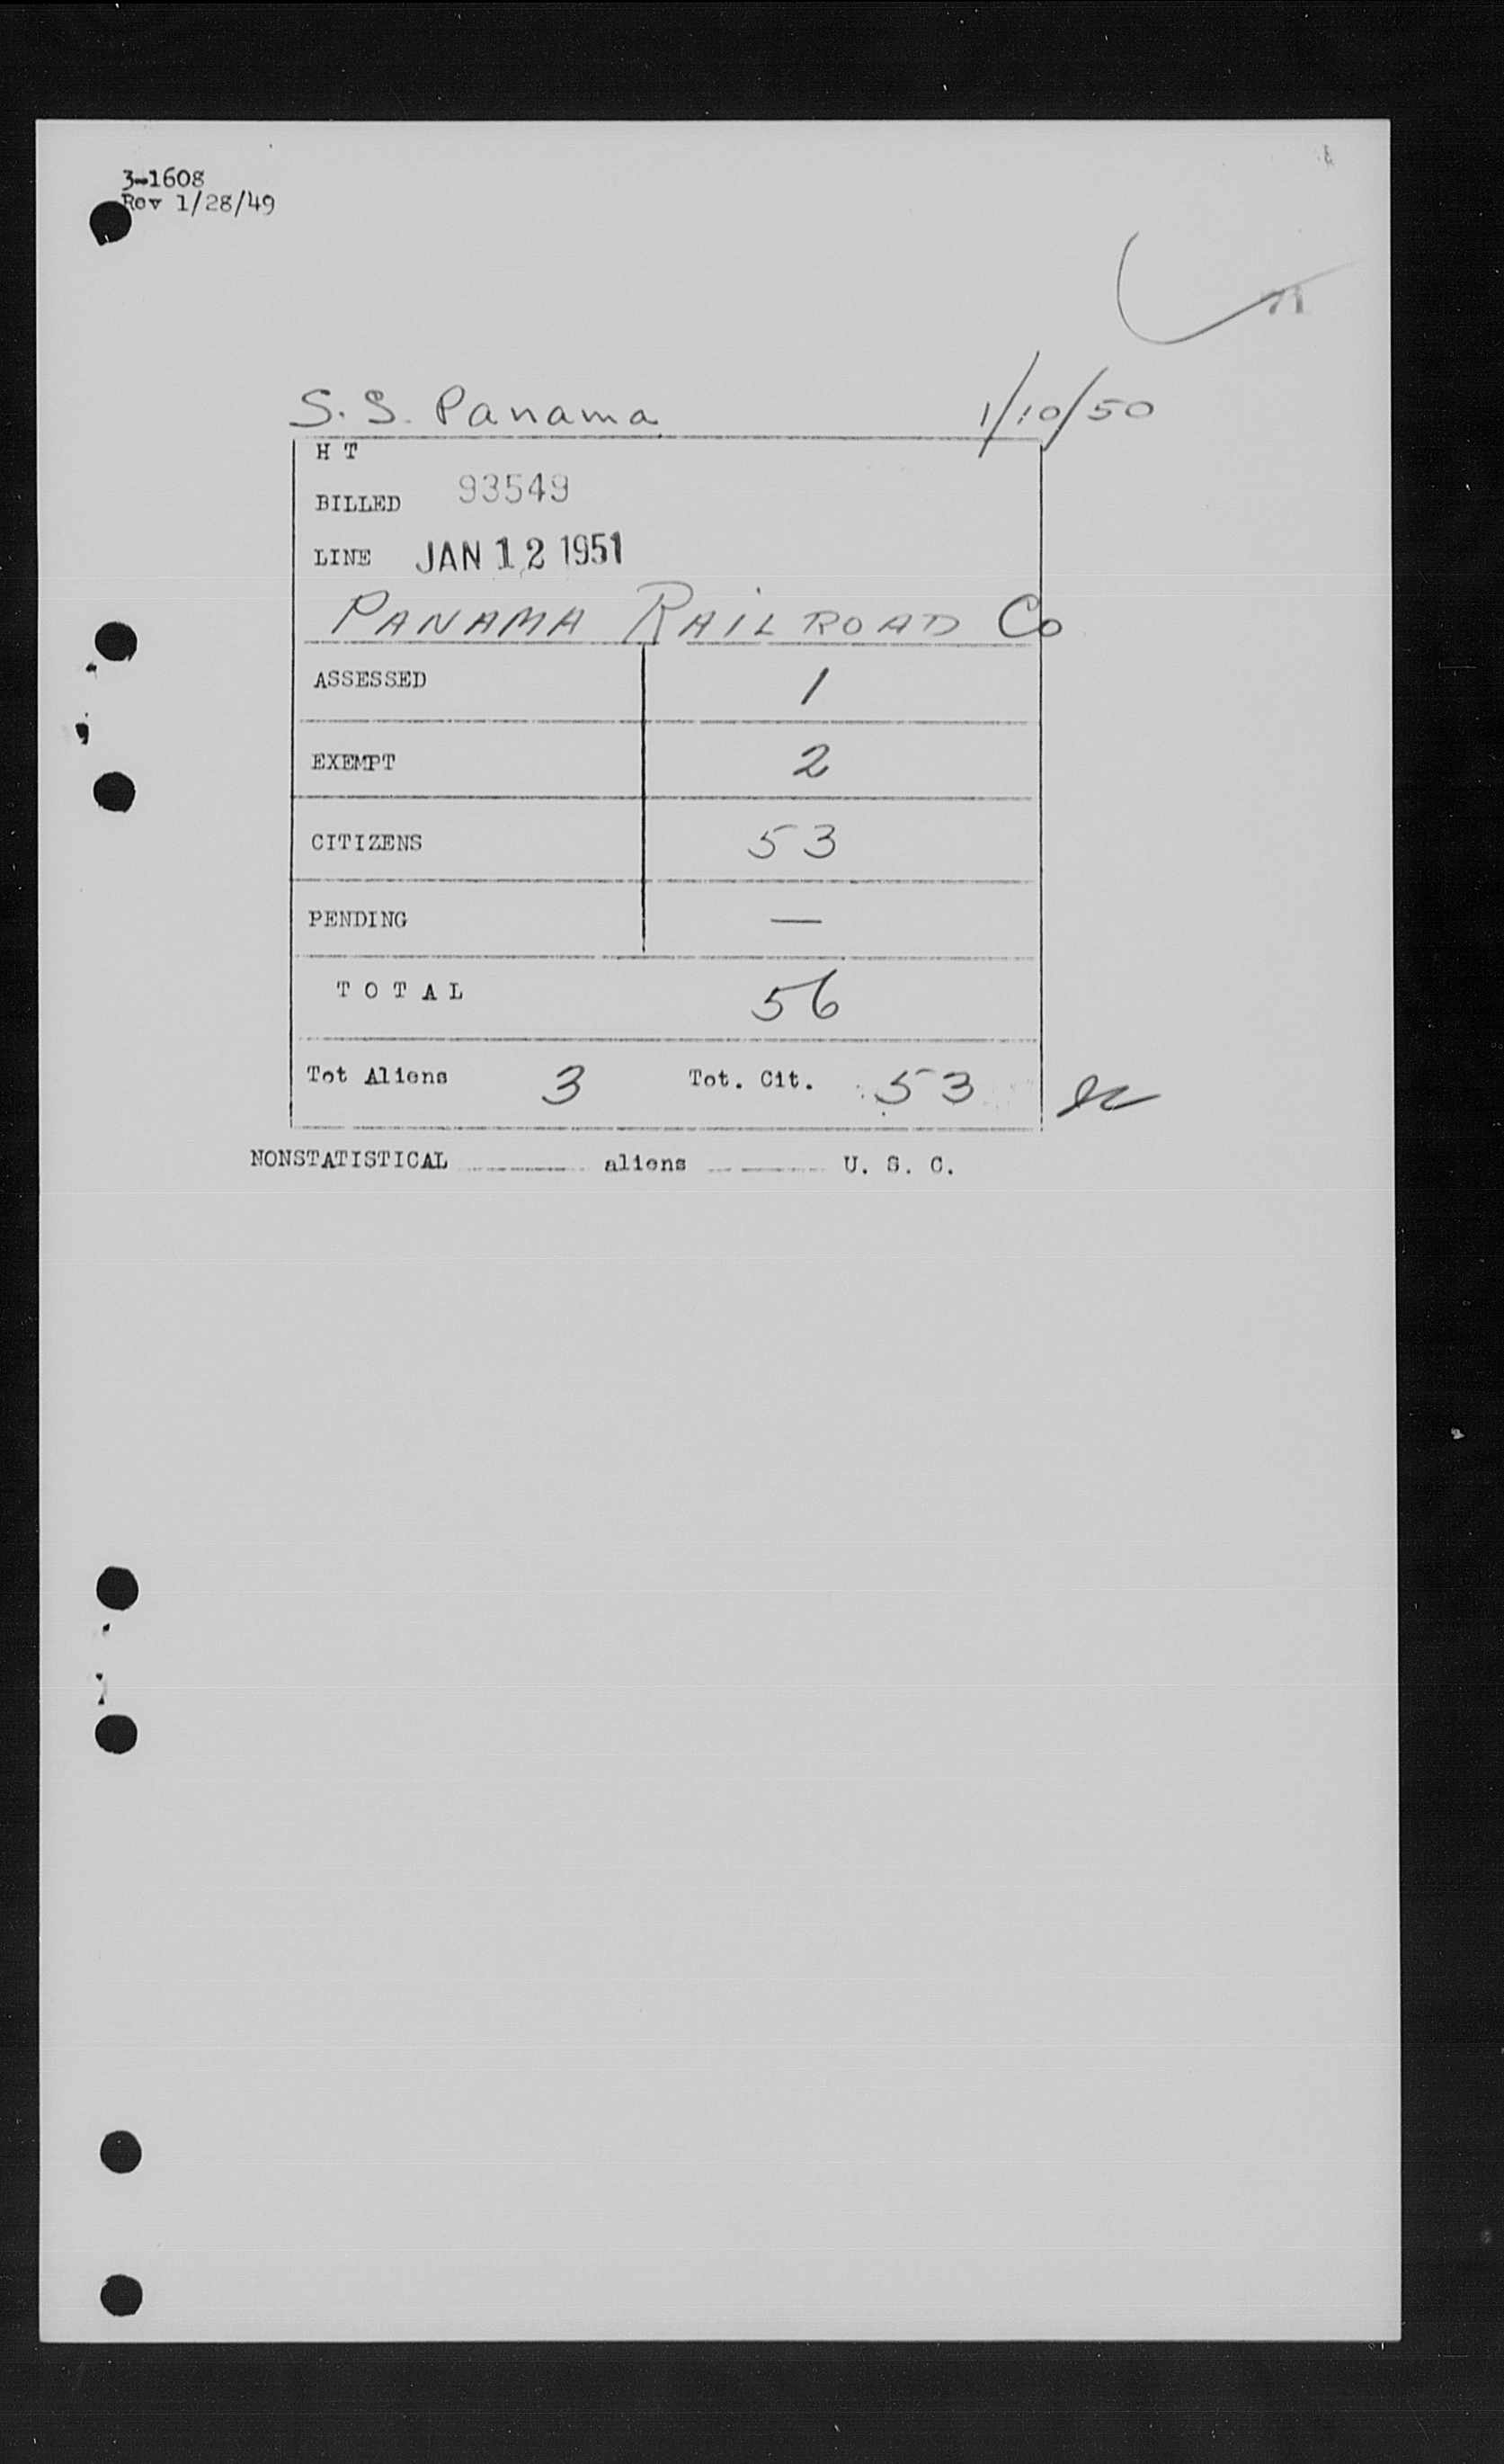 3-1608
Rev 1/28/49
71
S. S. Panama 1/10/50
H T
BILLED 93549
LINE JAN 12 1951
PANAMA RAILROAD Co
ASSESSED 1
EXEMPT 2
CITIZENS 53
PENDING —
T O T A L 56
Tot Aliens 3 Tot. Cit. 53
NONSTATISTICAL aliens U. S. C.